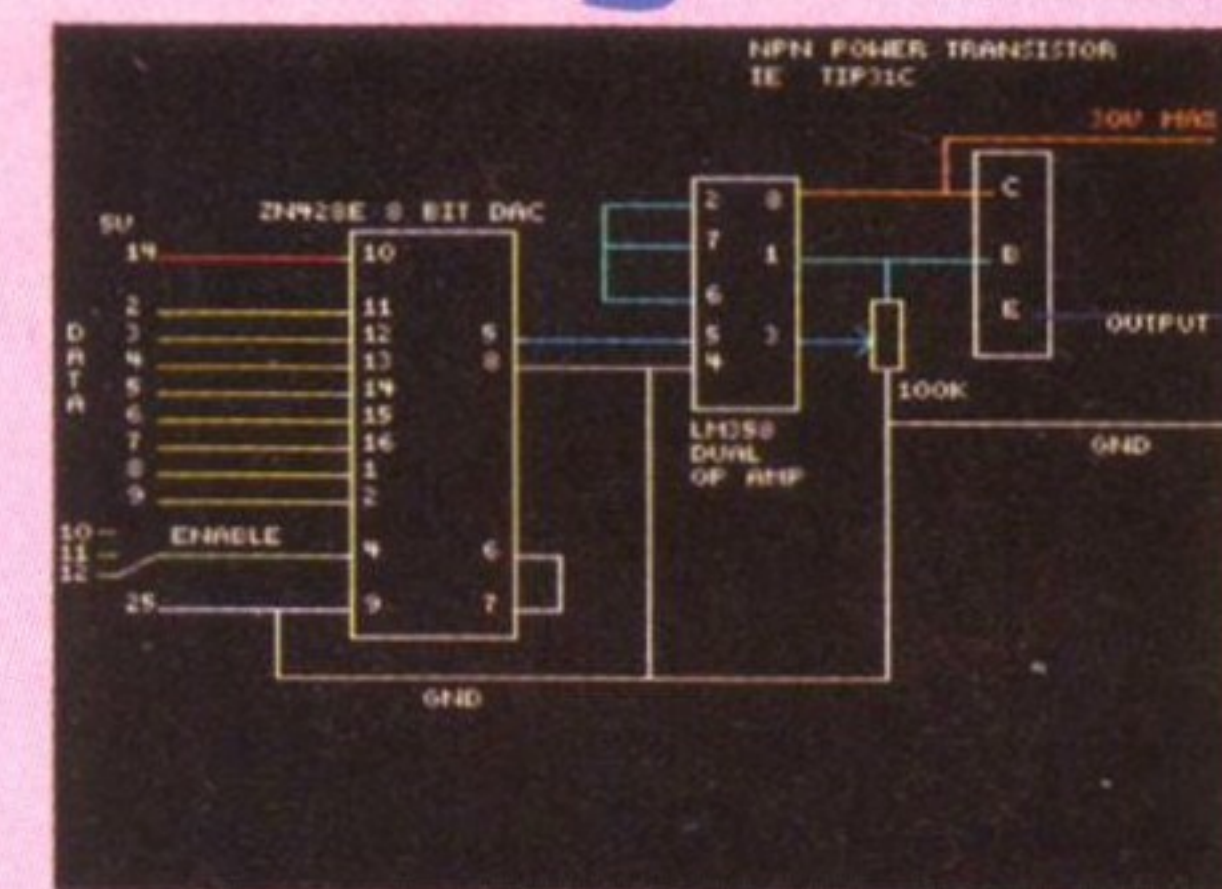 NPN POWER TRANSISTOR
IE TIP31C
30V MAX
ZN428E 8 BIT DAC
5V
14
10
2
3
4
5
6
7
8
9
DATA
11
12
13
14
15
16
1
2
10
11
12
ENABLE
4
25
9
5
8
6
7
2
7
6
5
4
8
1
3
LM358
DUAL
OP AMP
C
B
E
OUTPUT
100K
GND
GND